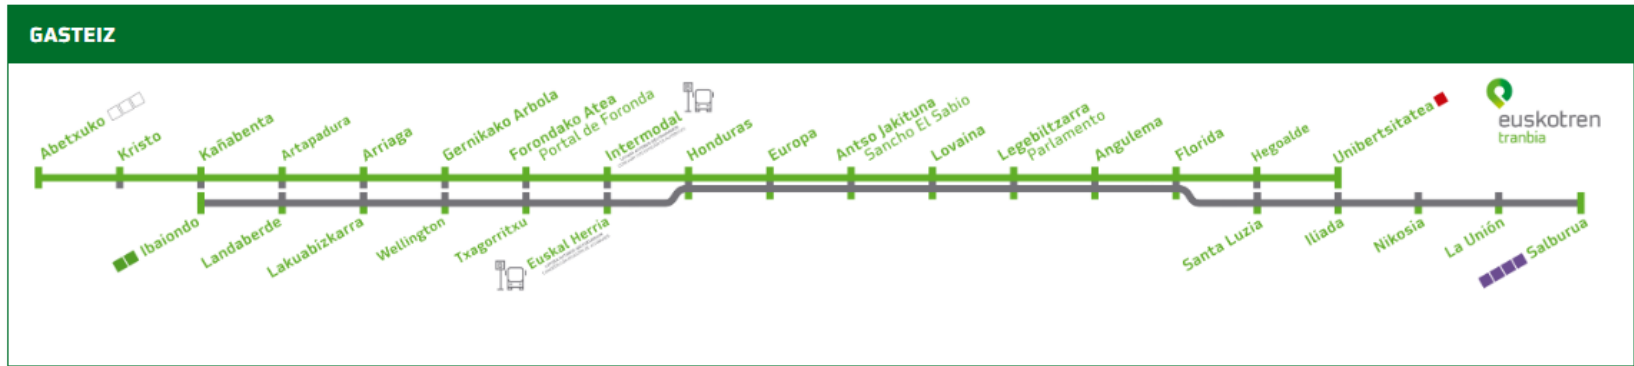 GASTEIZ
Abetxuko
Kristo
Kañabenta
Artapadura
Arriaga
Gernikako Arbola
Forondako Atea
Portal de Foronda
Intermodal
Honduras
Europa
Antso Jakituna
Sancho El Sabio
Lovaina
Legebiltzarra
Parlamento
Angulema
Florida
Hegoalde
Unibertsitatea
euskotren
tranbia
Ibaiondo
Landaberde
Lakuabizkarra
Wellington
Txagorritxu
Euskal Herria
Santa Luzia
Iliada
Nikosia
La Unión
Salburua